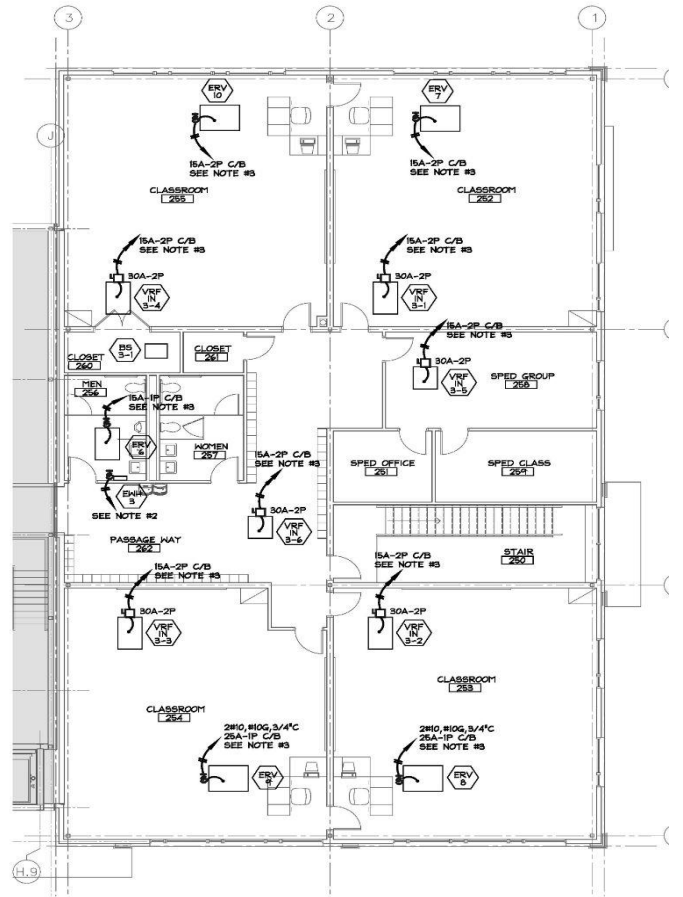 3
2
1
J
ERV
10
15A-2P C/B
SEE NOTE #3
CLASSROOM
255
ERV
7
15A-2P C/B
SEE NOTE #3
CLASSROOM
252
15A-2P C/B
SEE NOTE #3
30A-2P
VRF
IN
3-4
15A-2P C/B
SEE NOTE #3
30A-2P
VRF
IN
3-1
CLOSET
260
BS
3-1
CLOSET
261
15A-2P C/B
SEE NOTE #3
30A-2P
VRF
IN
3-5
SPED GROUP
258
MEN
256
15A-1P C/B
SEE NOTE #3
ERV
6
WOMEN
257
EWH
3
SEE NOTE #2
15A-2P C/B
SEE NOTE #3
30A-2P
VRF
IN
3-6
SPED OFFICE
251
SPED CLASS
259
PASSAGE WAY
262
STAIR
250
15A-2P C/B
SEE NOTE #3
30A-2P
VRF
IN
3-3
15A-2P C/B
SEE NOTE #3
30A-2P
VRF
IN
3-2
CLASSROOM
254
CLASSROOM
253
2#10,#10G,3/4"C
25A-1P C/B
SEE NOTE #3
ERV
2#10,#10G,3/4"C
25A-1P C/B
SEE NOTE #3
ERV
8
H.9